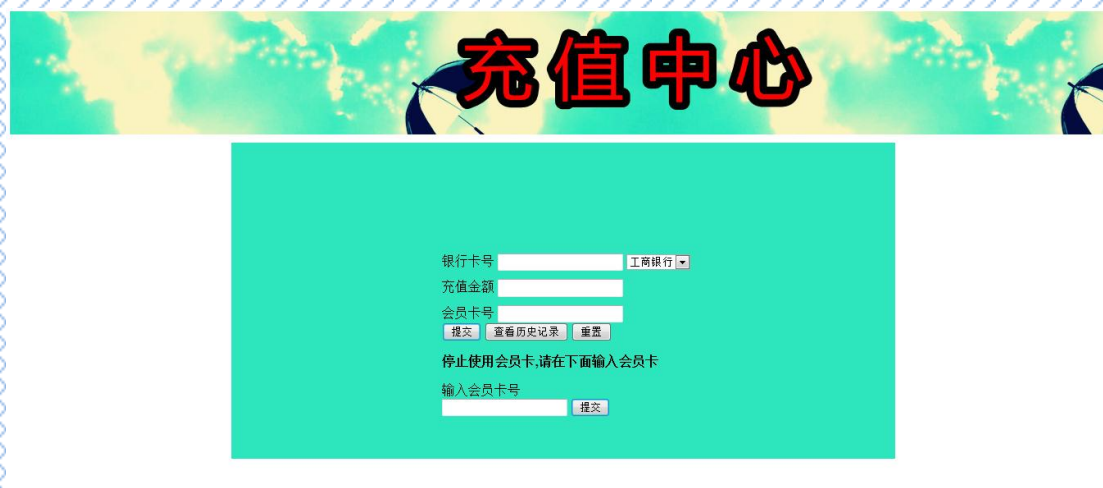 充值中心
银行卡号 工商银行
充值金额
会员卡号
提交 查看历史记录 重置
停止使用会员卡,请在下面输入会员卡
输入会员卡号
提交